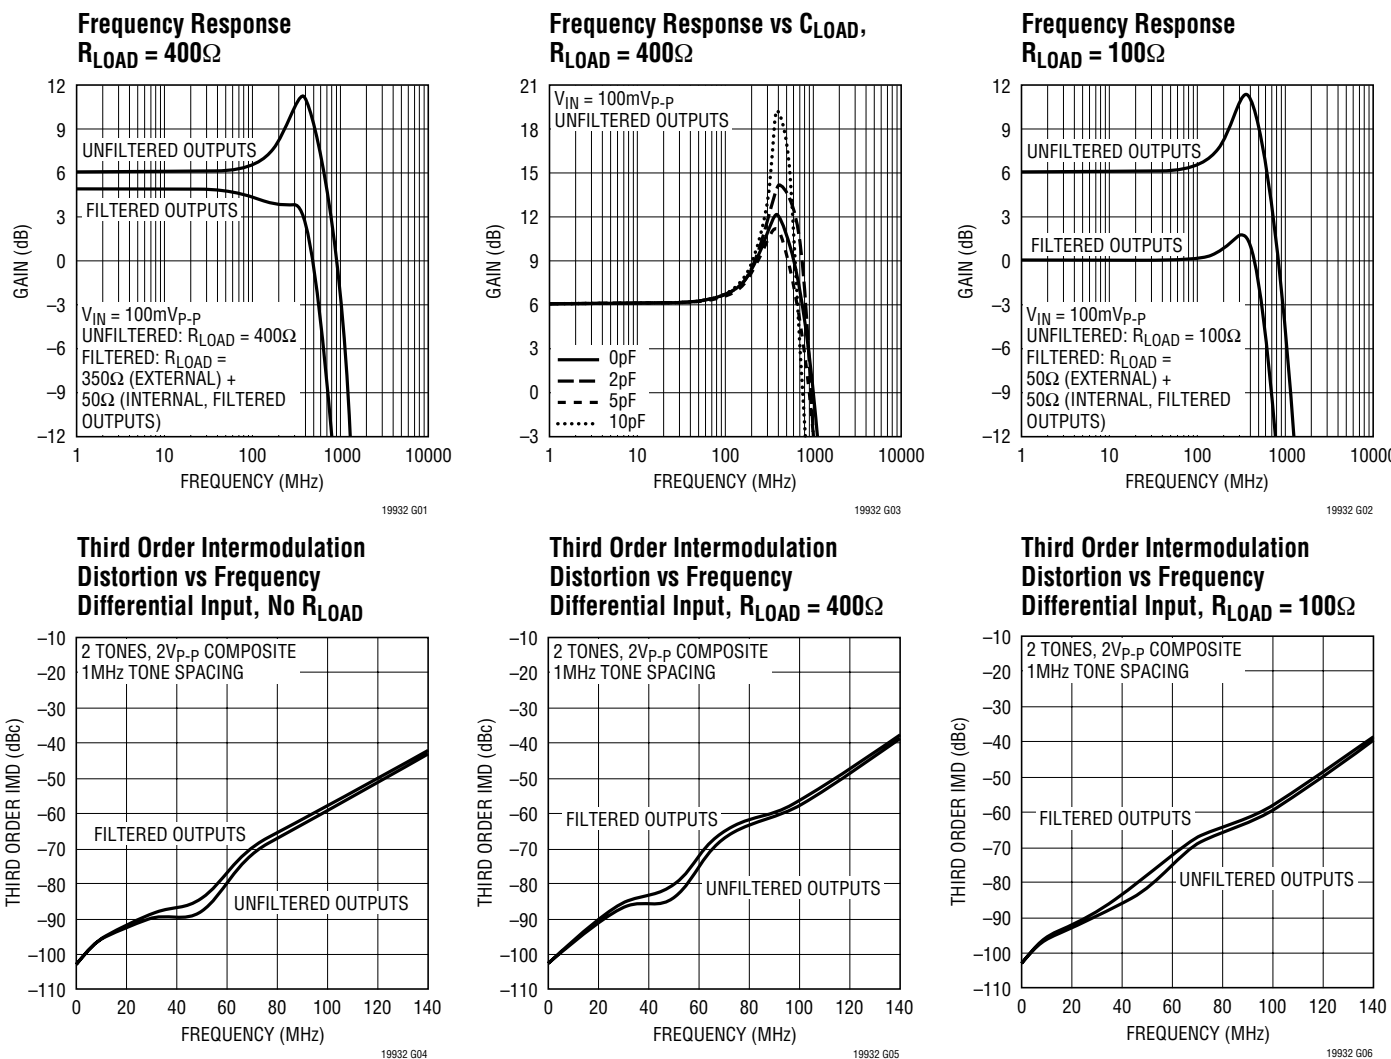 Frequency Response
RLOAD = 400Ω
12
9
6
3
0
–3
–6
–9
–12
GAIN (dB)
UNFILTERED OUTPUTS
FILTERED OUTPUTS
VIN = 100mVP-P
UNFILTERED: RLOAD = 400Ω
FILTERED: RLOAD =
350Ω (EXTERNAL) +
50Ω (INTERNAL, FILTERED
OUTPUTS)
1 10 100 1000 10000
FREQUENCY (MHz)
19932 G01
Frequency Response vs CLOAD,
RLOAD = 400Ω
21
18
15
12
9
6
3
0
–3
GAIN (dB)
VIN = 100mVP-P
UNFILTERED OUTPUTS
0pF
2pF
5pF
10pF
1 10 100 1000 10000
FREQUENCY (MHz)
19932 G03
Frequency Response
RLOAD = 100Ω
12
9
6
3
0
–3
–6
–9
–12
GAIN (dB)
UNFILTERED OUTPUTS
FILTERED OUTPUTS
VIN = 100mVP-P
UNFILTERED: RLOAD = 100Ω
FILTERED: RLOAD =
50Ω (EXTERNAL) +
50Ω (INTERNAL, FILTERED
OUTPUTS)
1 10 100 1000 10000
FREQUENCY (MHz)
19932 G02
Third Order Intermodulation
Distortion vs Frequency
Differential Input, No RLOAD
–10
–20
–30
–40
–50
–60
–70
–80
–90
–100
–110
THIRD ORDER IMD (dBc)
2 TONES, 2VP-P COMPOSITE
1MHz TONE SPACING
FILTERED OUTPUTS
UNFILTERED OUTPUTS
0 20 40 60 80 100 120 140
FREQUENCY (MHz)
19932 G04
Third Order Intermodulation
Distortion vs Frequency
Differential Input, RLOAD = 400Ω
–10
–20
–30
–40
–50
–60
–70
–80
–90
–100
–110
THIRD ORDER IMD (dBc)
2 TONES, 2VP-P COMPOSITE
1MHz TONE SPACING
FILTERED OUTPUTS
UNFILTERED OUTPUTS
0 20 40 60 80 100 120 140
FREQUENCY (MHz)
19932 G05
Third Order Intermodulation
Distortion vs Frequency
Differential Input, RLOAD = 100Ω
–10
–20
–30
–40
–50
–60
–70
–80
–90
–100
–110
THIRD ORDER IMD (dBc)
2 TONES, 2VP-P COMPOSITE
1MHz TONE SPACING
FILTERED OUTPUTS
UNFILTERED OUTPUTS
0 20 40 60 80 100 120 140
FREQUENCY (MHz)
19932 G06